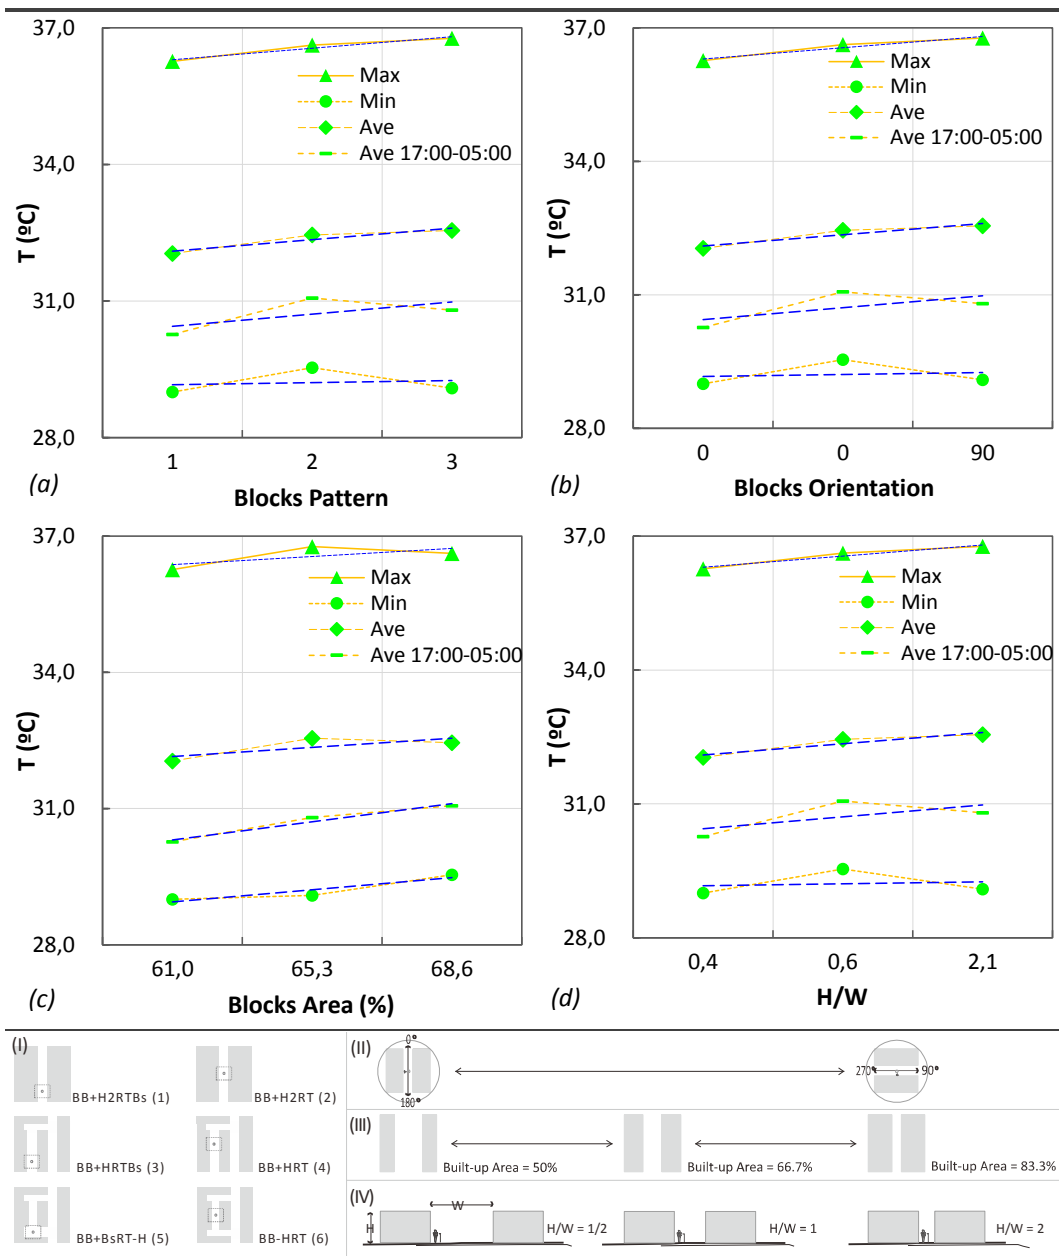 37,0
34,0
31,0
28,0
T (ºC)
Max
Min
Ave
Ave 17:00-05:00
1
2
3
(a)
Blocks Pattern
37,0
34,0
31,0
28,0
T (ºC)
Max
Min
Ave
Ave 17:00-05:00
0
0
90
(b)
Blocks Orientation
37,0
34,0
31,0
28,0
T (ºC)
Max
Min
Ave
Ave 17:00-05:00
61,0
65,3
68,6
(c)
Blocks Area (%)
37,0
34,0
31,0
28,0
T (ºC)
Max
Min
Ave
Ave 17:00-05:00
0,4
0,6
2,1
(d)
H/W
(I)
BB+H2RTBs (1)
BB+H2RT (2)
BB+HRTBs (3)
BB+HRT (4)
BB+BsRT-H (5)
BB-HRT (6)
(II)
0°
180°
270°
90°
(III)
Built-up Area = 50%
Built-up Area = 66.7%
Built-up Area = 83.3%
(IV)
H
W
H/W = 1/2
H/W = 1
H/W = 2